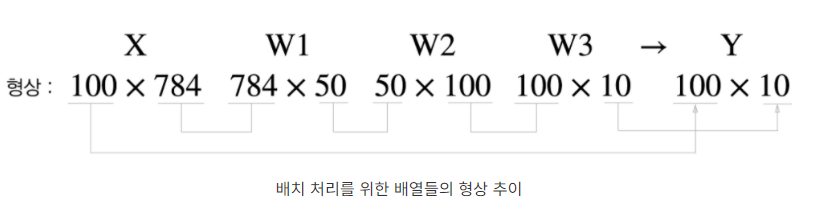 X W1 W2 W3 → Y
형상 : 100 × 784 784 × 50 50 × 100 100 × 10 100 × 10
배치 처리를 위한 배열들의 형상 추이